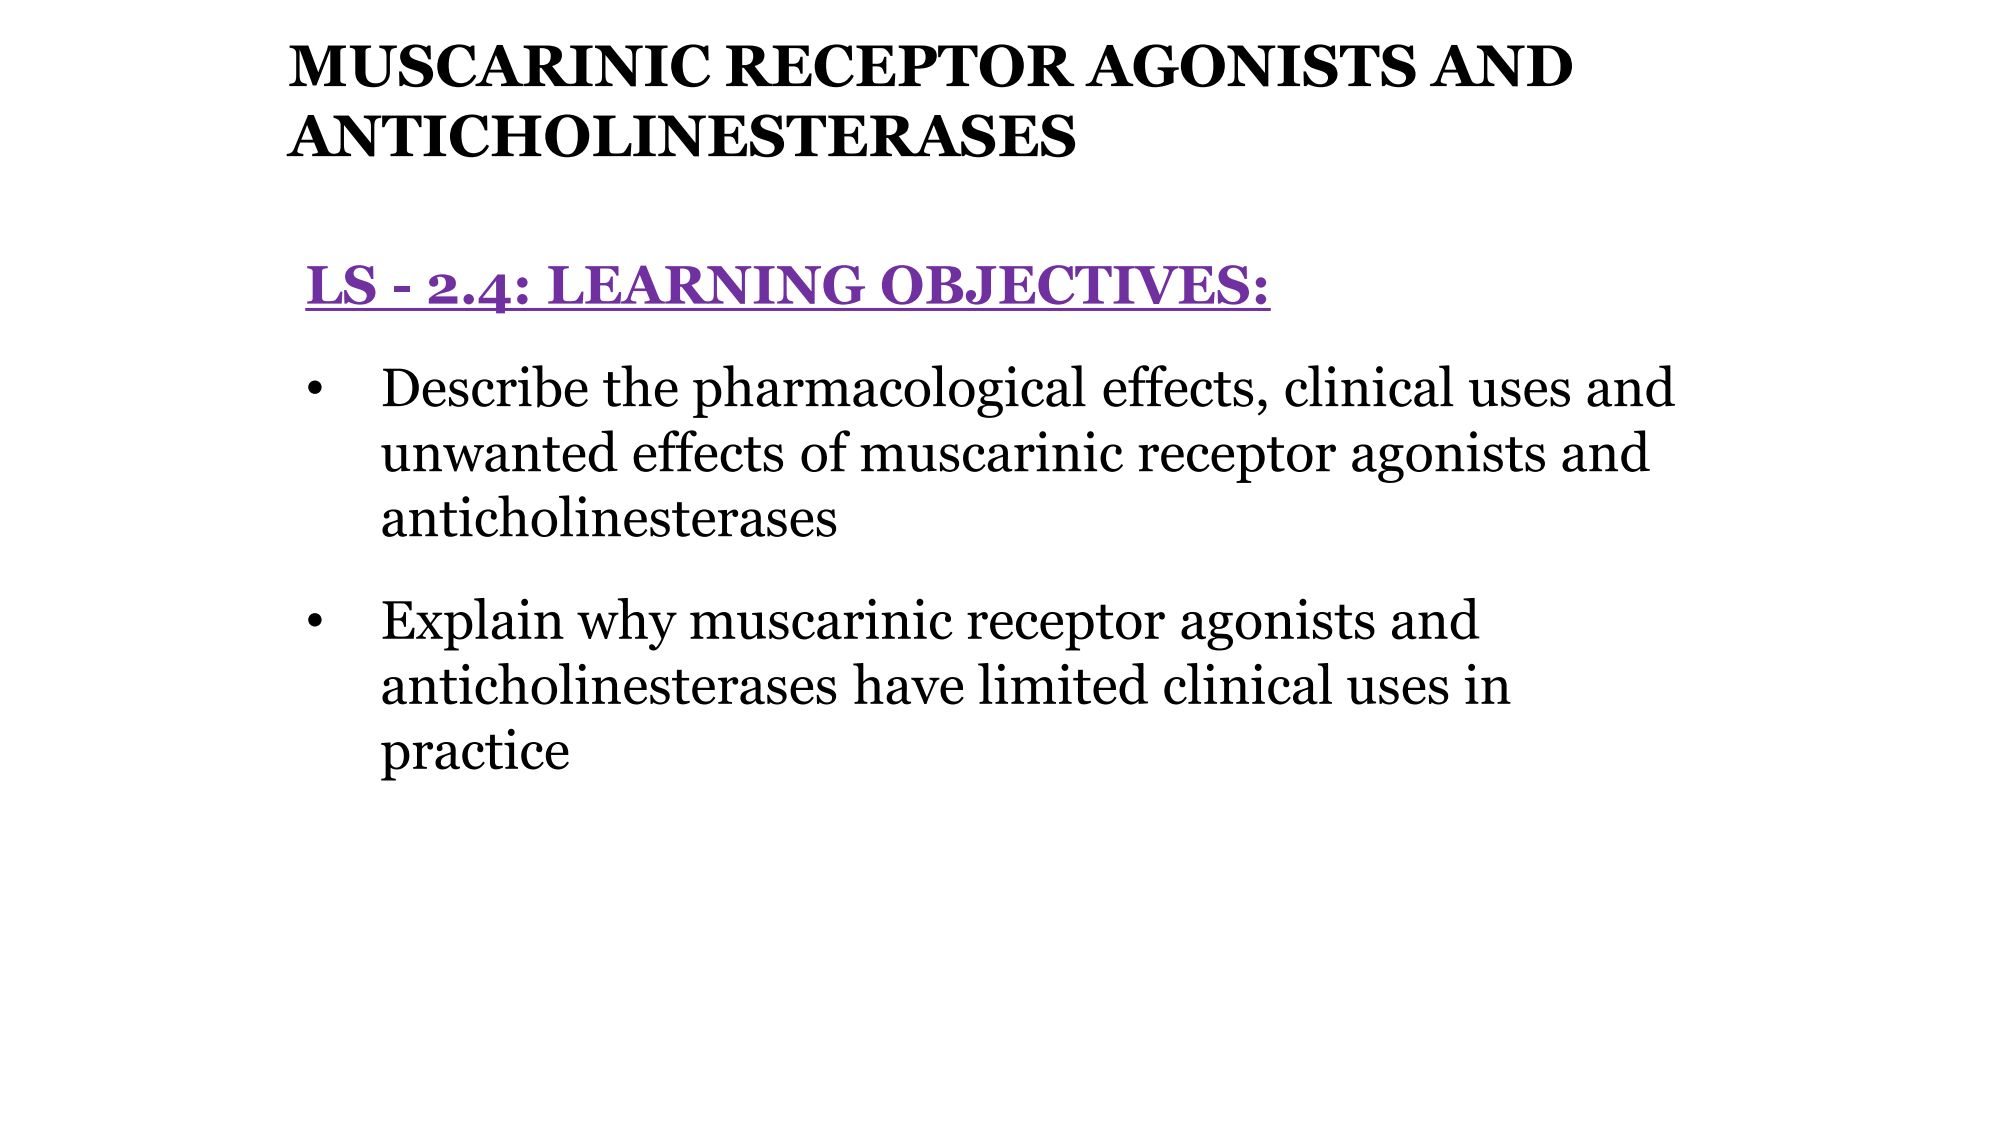 MUSCARINIC RECEPTOR AGONISTS AND
ANTICHOLINESTERASES
LS - 2.4: LEARNING OBJECTIVES:
• Describe the pharmacological effects, clinical uses and
unwanted effects of muscarinic receptor agonists and
anticholinesterases
• Explain why muscarinic receptor agonists and
anticholinesterases have limited clinical uses in
practice